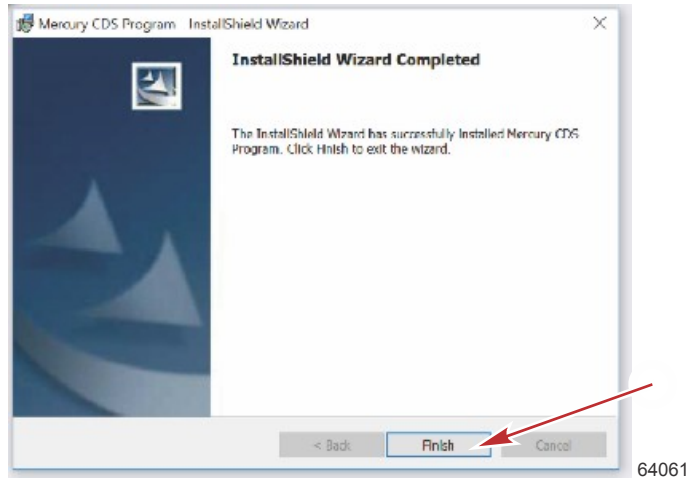 Mercury CDS Program InstallShield Wizard
InstallShield Wizard Completed
The InstallShield Wizard has successfully installed Mercury CDS
Program. Click Finish to exit the wizard.
< Back Finish Cancel
64061